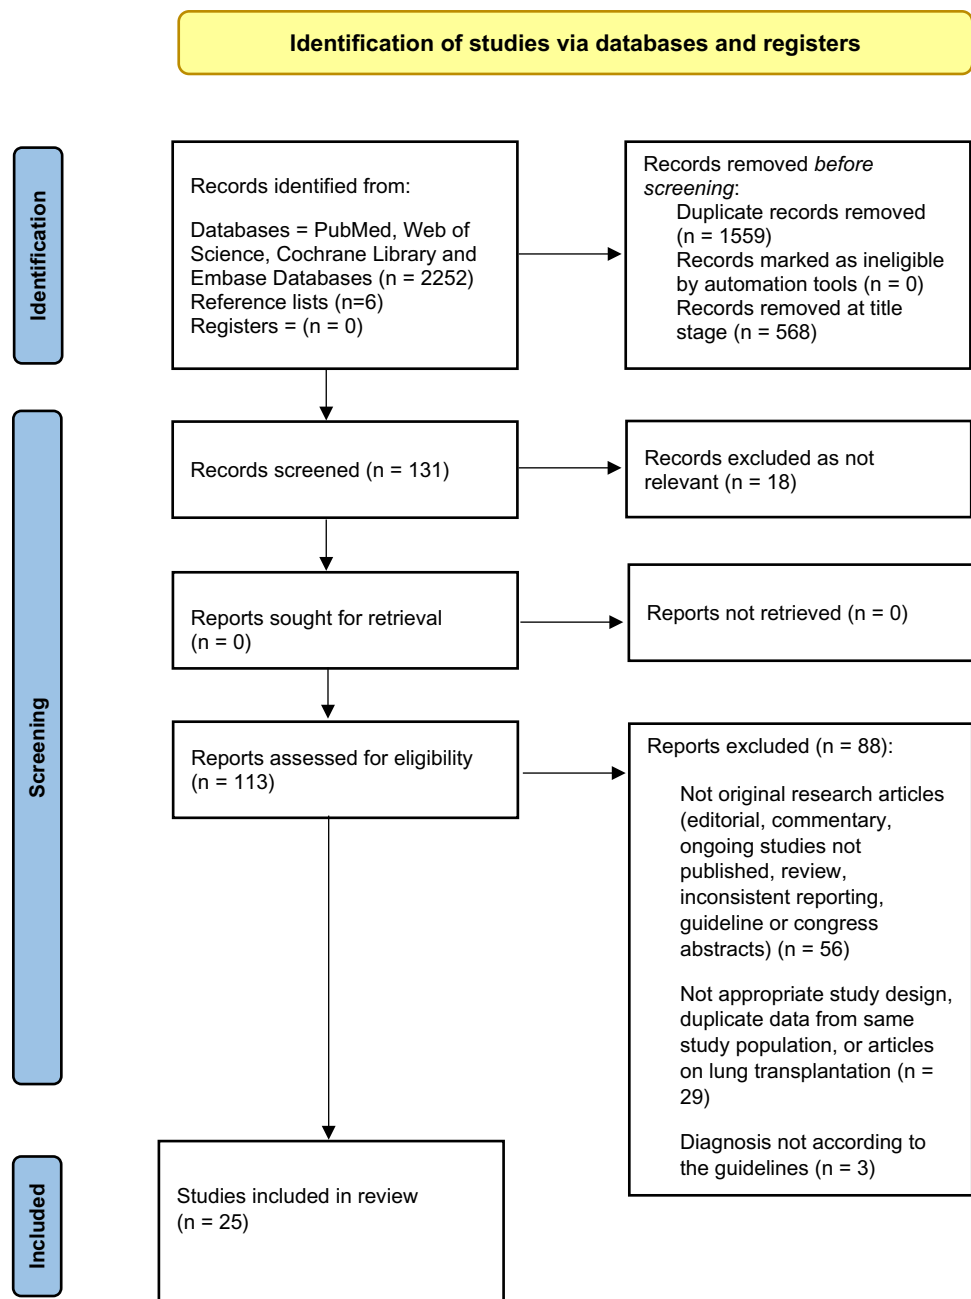 Identification of studies via databases and registers
Identification
Records identified from:
Databases = PubMed, Web of
Science, Cochrane Library and
Embase Databases (n = 2252)
Reference lists (n=6)
Registers = (n = 0)
Records removed before
screening:
Duplicate records removed
(n = 1559)
Records marked as ineligible
by automation tools (n = 0)
Records removed at title
stage (n = 568)
Screening
Records screened (n = 131)
Records excluded as not
relevant (n = 18)
Reports sought for retrieval
(n = 0)
Reports not retrieved (n = 0)
Reports assessed for eligibility
(n = 113)
Reports excluded (n = 88):
Not original research articles
(editorial, commentary,
ongoing studies not
published, review,
inconsistent reporting,
guideline or congress
abstracts) (n = 56)
Not appropriate study design,
duplicate data from same
study population, or articles
on lung transplantation (n =
29)
Diagnosis not according to
the guidelines (n = 3)
Included
Studies included in review
(n = 25)